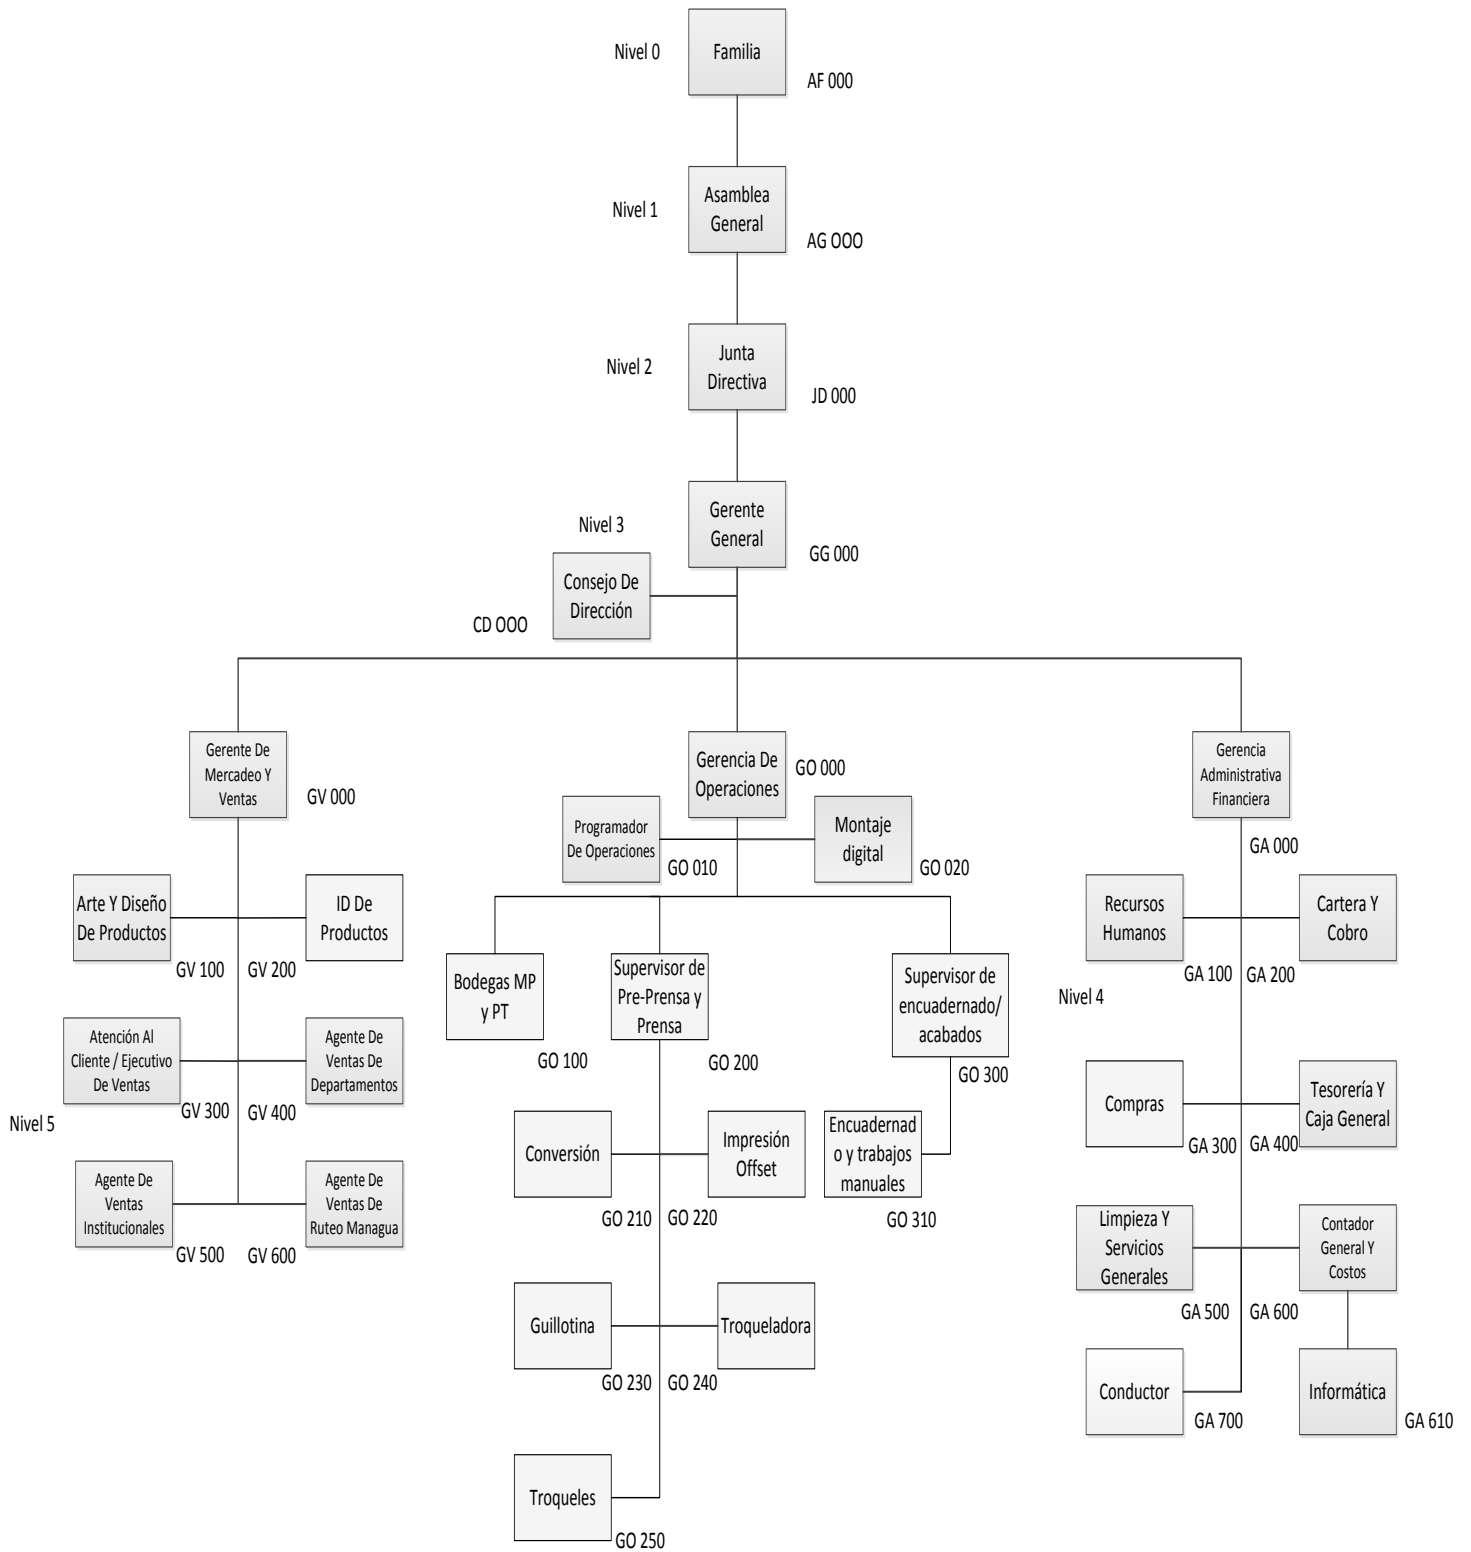 Nivel 0
Familia
AF 000
Nivel 1
Asamblea
General
AG OOO
Nivel 2
Junta
Directiva
JD 000
Nivel 3
Gerente
General
GG 000
Consejo De
Dirección
CD OOO
Gerente De
Mercadeo Y
Ventas
GV 000
Gerencia De
Operaciones
GO 000
Gerencia
Administrativa
Financiera
GA 000
Programador
De Operaciones
GO 010
Montaje
digital
GO 020
Arte Y Diseño
De Productos
GV 100
ID De
Productos
GV 200
Atención Al
Cliente / Ejecutivo
De Ventas
GV 300
Agente De
Ventas De
Departamentos
GV 400
Nivel 5
Agente De
Ventas
Institucionales
GV 500
Agente De
Ventas De
Ruteo Managua
GV 600
Bodegas MP
y PT
GO 100
Supervisor de
Pre-Prensa y
Prensa
GO 200
Supervisor de
encuadernado/
acabados
GO 300
Conversión
GO 210
Impresión
Offset
GO 220
Encuadernad
o y trabajos
manuales
GO 310
Guillotina
GO 230
Troqueladora
GO 240
Troqueles
GO 250
Recursos
Humanos
GA 100
Cartera Y
Cobro
GA 200
Nivel 4
Compras
GA 300
Tesorería Y
Caja General
GA 400
Limpieza Y
Servicios
Generales
GA 500
Contador
General Y
Costos
GA 600
Conductor
GA 700
Informática
GA 610